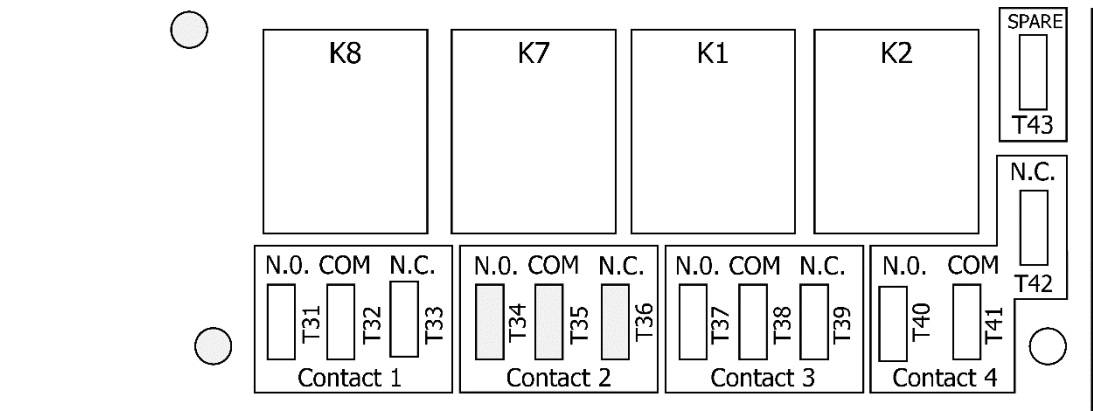 SPARE
K8 K7 K1 K2
T43
N.C.
T42
N.O. COM N.C. N.O. COM N.C. N.O. COM N.C. N.O. COM
T31 T32 T33 T34 T35 T36 T37 T38 T39 T40 T41
Contact 1 Contact 2 Contact 3 Contact 4